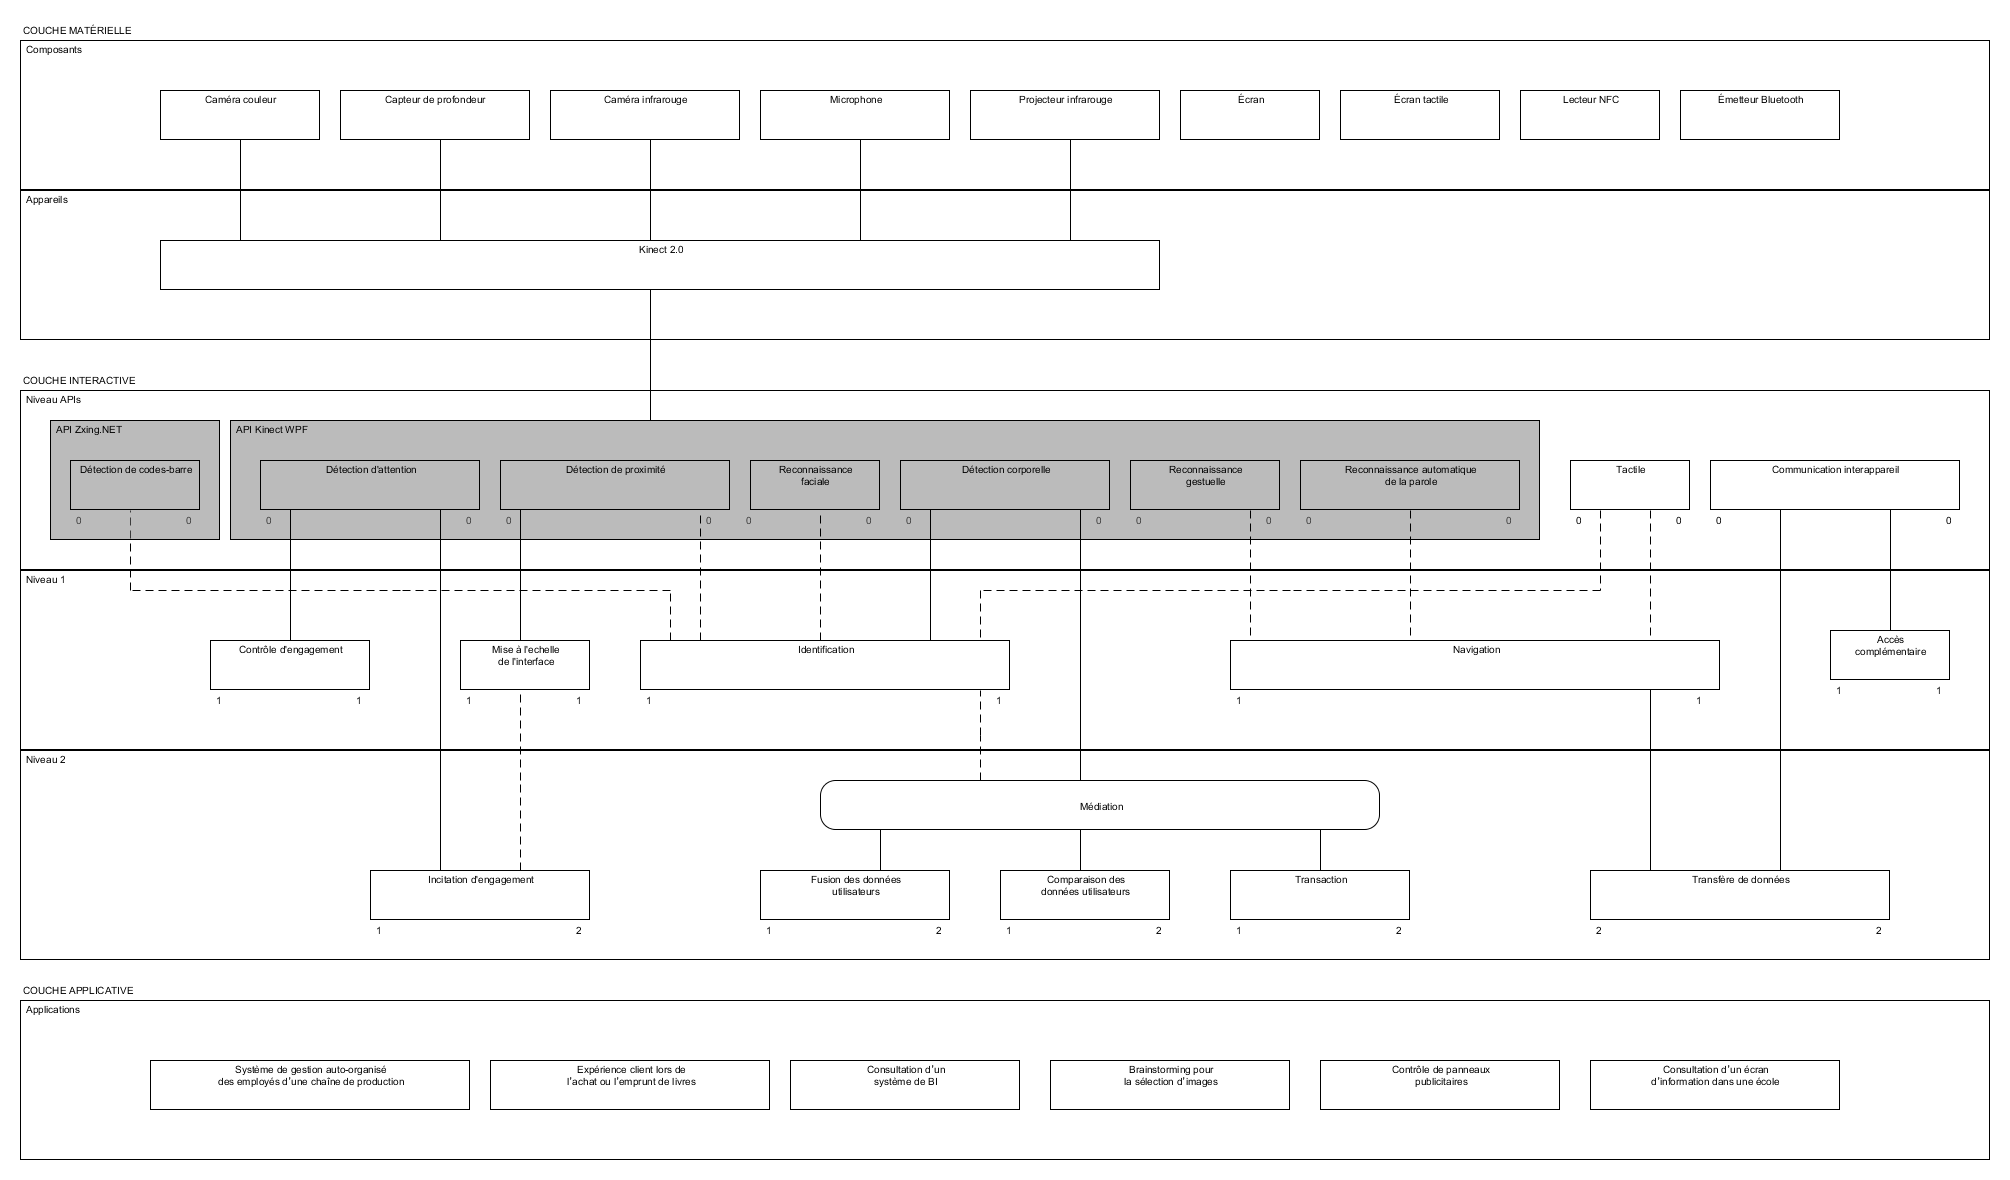 COUCHE MATÉRIELLE
Composants
Caméra couleur
Capteur de profondeur
Caméra infrarouge
Microphone
Projecteur infrarouge
Écran
Écran tactile
Lecteur NFC
Émetteur Bluetooth
Appareils
Kinect 2.0
COUCHE INTERACTIVE
Niveau APIs
API Zxing.NET
API Kinect WPF
Détection de codes-barre
Détection d'attention
Détection de proximité
Reconnaissance
faciale
Détection corporelle
Reconnaissance
gestuelle
Reconnaissance automatique
de la parole
Tactile
Communication interappareil
0 0
0 0
0 0
0 0
0 0
0 0
0 0
0 0
0 0
Niveau 1
Contrôle d'engagement
Mise à l'echelle
de l'interface
Identification
Navigation
Accès
complémentaire
1 1
1 1
1 1
1 1
1 1
Niveau 2
Médiation
Incitation d'engagement
Fusion des données
utilisateurs
Comparaison des
données utilisateurs
Transaction
Transfère de données
1 2
1 2
1 2
1 2
2 2
COUCHE APPLICATIVE
Applications
Système de gestion auto-organisé
des employés d'une chaîne de production
Expérience client lors de
l'achat ou l'emprunt de livres
Consultation d'un
système de BI
Brainstorming pour
la sélection d'images
Contrôle de panneaux
publicitaires
Consultation d'un écran
d'information dans une école